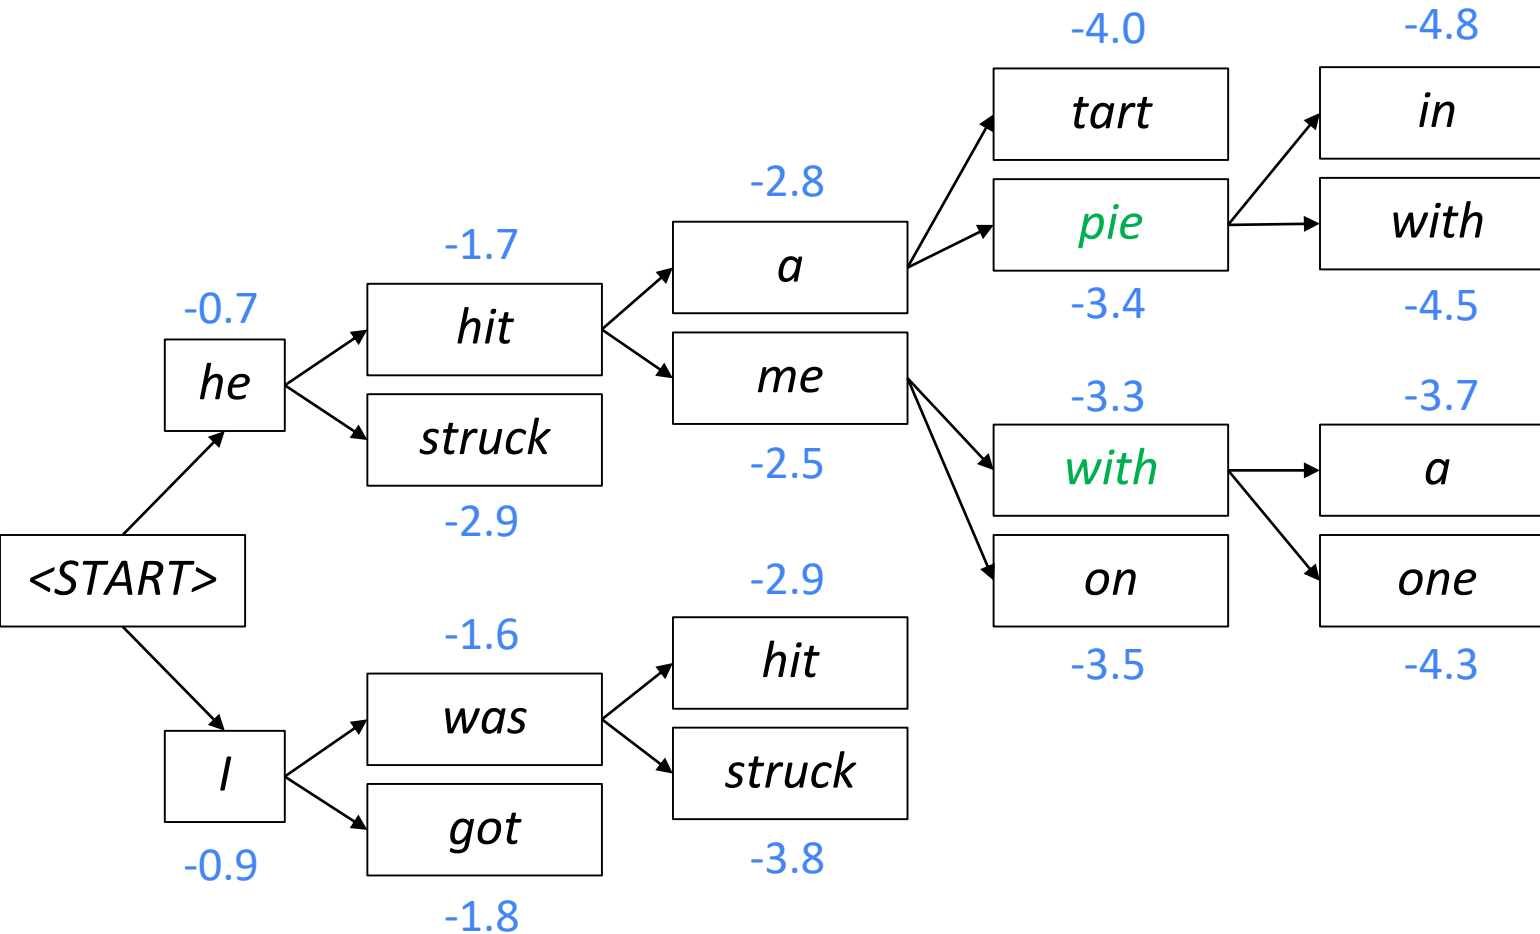 -4.0
-4.8
tart
in
-2.8
pie
with
-1.7
a
-3.4
-4.5
-0.7
hit
he
me
-3.3
-3.7
struck
-2.5
with
a
-2.9
<START>
-2.9
on
one
-1.6
hit
-3.5
-4.3
was
I
struck
got
-0.9
-3.8
-1.8